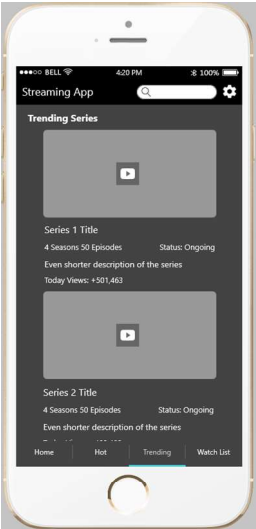 BELL 4:20 PM 100%
Streaming App
Trending Series
Series 1 Title
4 Seasons 50 Episodes Status: Ongoing
Even shorter description of the series
Today Views: +501,463
Series 2 Title
4 Seasons 50 Episodes Status: Ongoing
Even shorter description of the series
Home Hot Trending Watch List